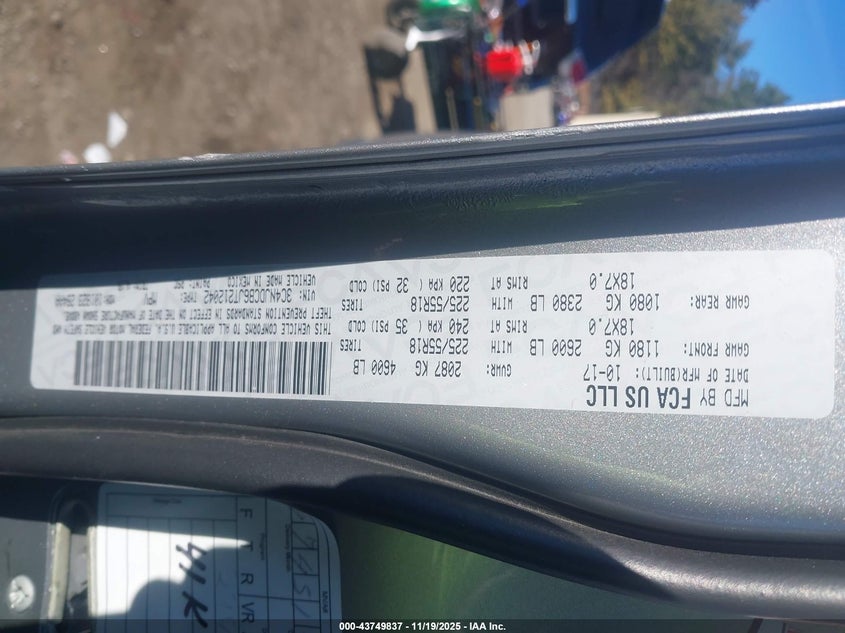 MFD BY FCA US LLC
DATE OF MFR(BUILT): 10-17
GVWR: 2087 KG 4600 LB
GAWR FRONT: 1180 KG 2600 LB WITH 225/55R18 TIRES
18X7.0 RIMS AT 240 KPA ( 35 PSI) COLD
GAWR REAR: 1080 KG 2380 LB WITH 225/55R18 TIRES
18X7.0 RIMS AT 220 KPA ( 32 PSI) COLD
THIS VEHICLE CONFORMS TO ALL APPLICABLE U.S.A. FEDERAL MOTOR VEHICLE SAFETY AND
THEFT PREVENTION STANDARDS IN EFFECT ON THE DATE OF MANUFACTURE SHOWN ABOVE.
VIN: 3C4NJDCB6JT212042 TYPE: MPV
VEHICLE MADE IN MEXICO PAINT:
F T R VR
41K
000-43749837 - 11/19/2025 - © IAA Inc.